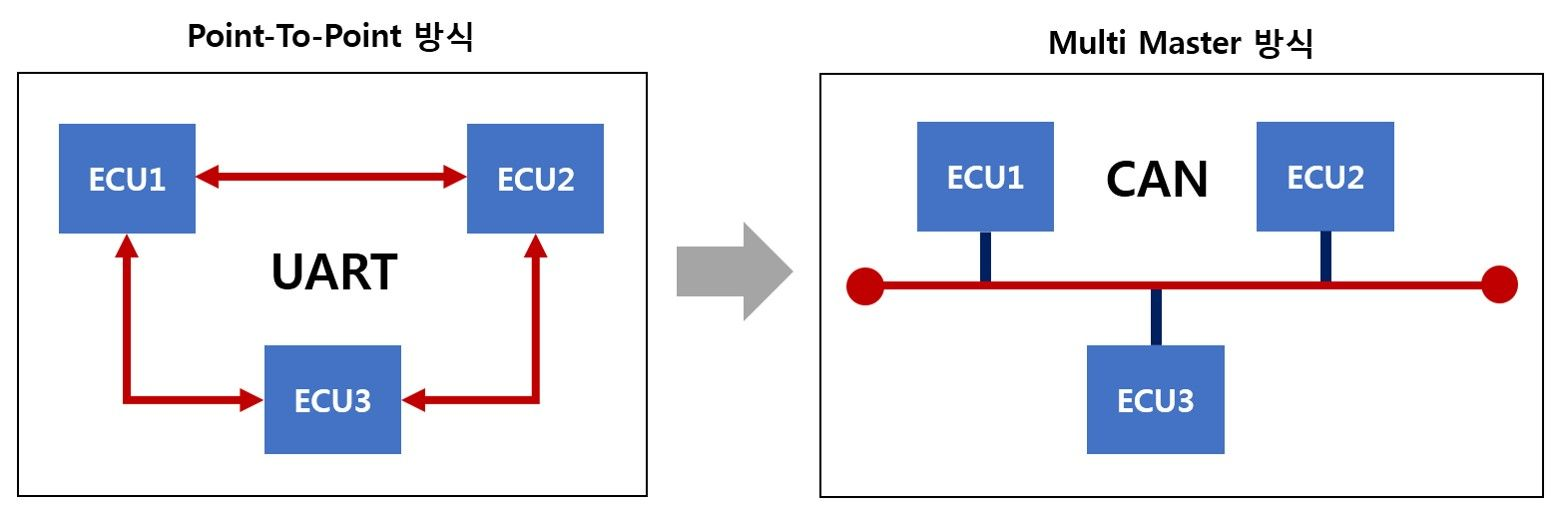 Point-To-Point 방식
ECU1
ECU2
UART
ECU3
Multi Master 방식
ECU1
CAN
ECU2
ECU3